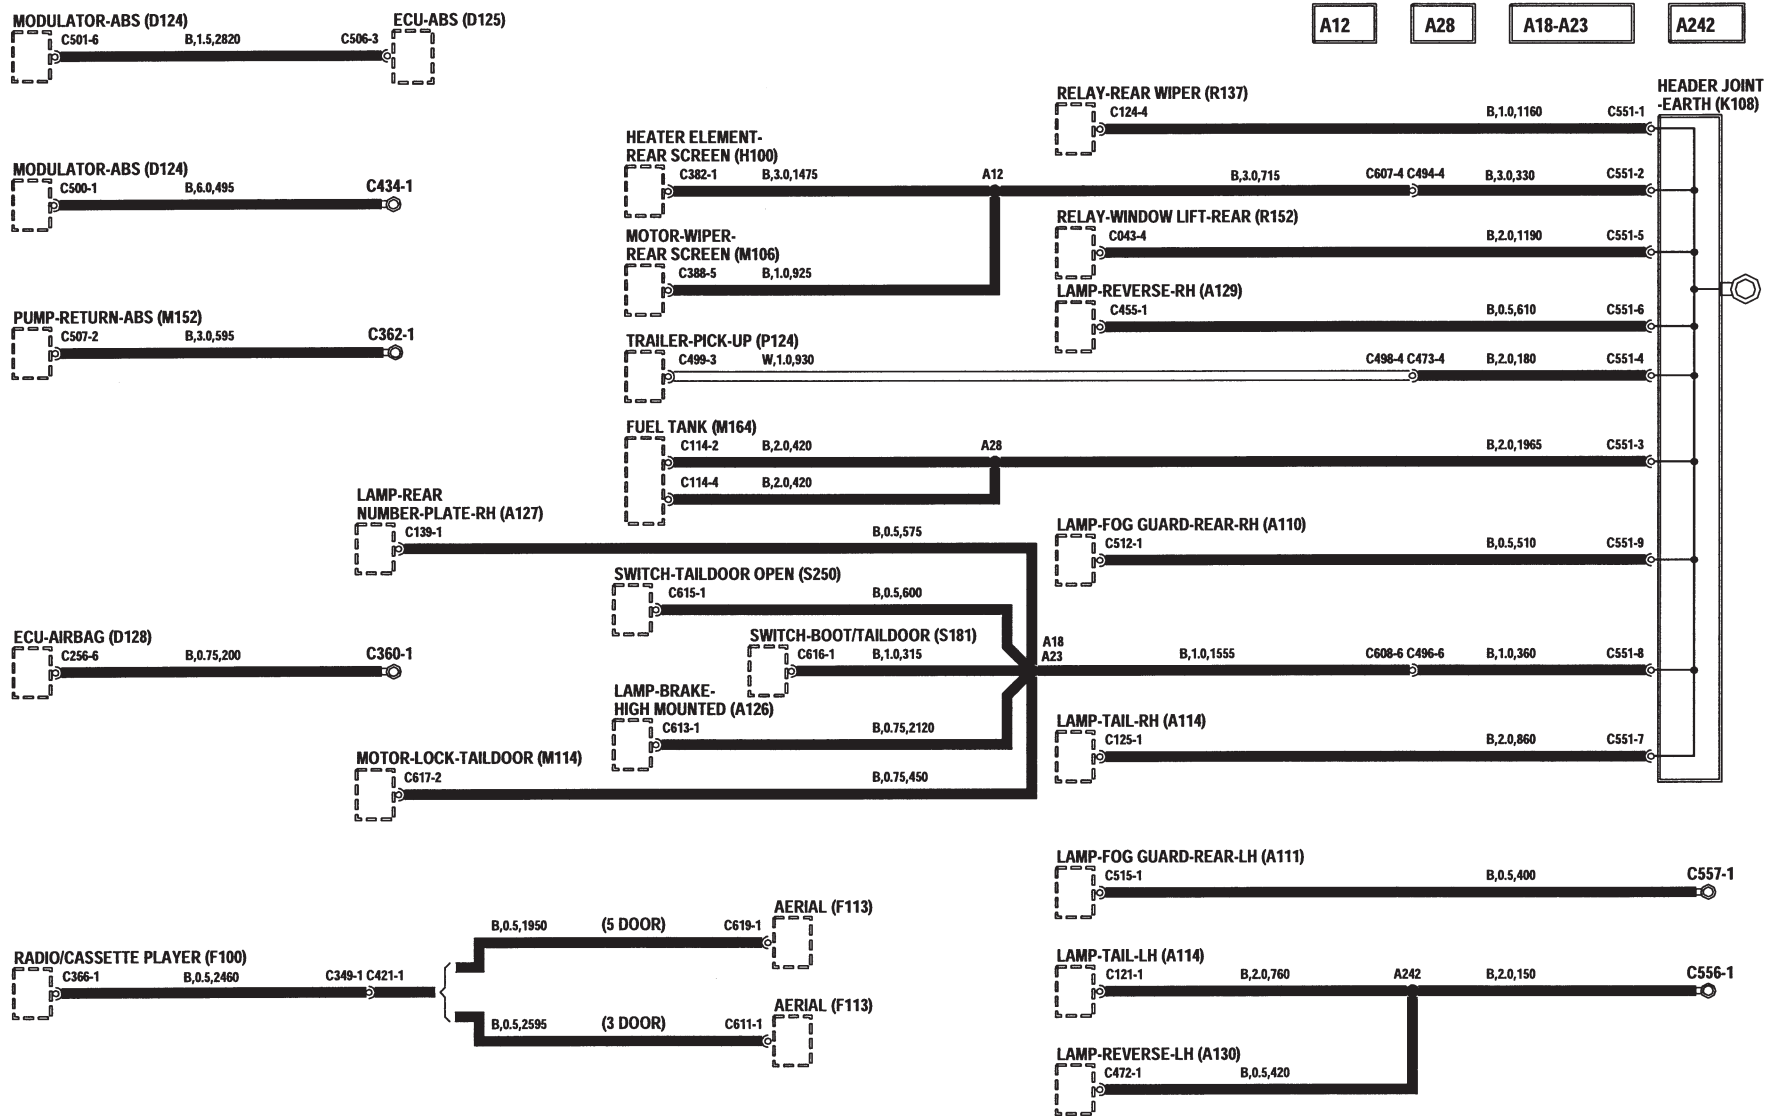 MODULATOR-ABS (D124)
C501-6
B,1.5,2820
C506-3
ECU-ABS (D125)
MODULATOR-ABS (D124)
C500-1
B,6.0,495
C434-1
PUMP-RETURN-ABS (M152)
C507-2
B,3.0,595
C362-1
ECU-AIRBAG (D128)
C256-6
B,0.75,200
C360-1
RADIO/CASSETTE PLAYER (F100)
C366-1
B,0.5,2460
C349-1 C421-1
B,0.5,1950
(5 DOOR)
C619-1
AERIAL (F113)
B,0.5,2595
(3 DOOR)
C611-1
AERIAL (F113)
HEATER ELEMENT-
REAR SCREEN (H100)
C382-1
B,3.0,1475
A12
B,3.0,715
C607-4 C494-4
B,3.0,330
C551-2
MOTOR-WIPER-
REAR SCREEN (M106)
C388-5
B,1.0,925
TRAILER-PICK-UP (P124)
C499-3
W,1.0,930
C498-4 C473-4
B,2.0,180
C551-4
FUEL TANK (M164)
C114-2
B,2.0,420
A28
B,2.0,1965
C551-3
C114-4
B,2.0,420
LAMP-REAR
NUMBER-PLATE-RH (A127)
C139-1
B,0.5,575
SWITCH-TAILDOOR OPEN (S250)
C615-1
B,0.5,600
SWITCH-BOOT/TAILDOOR (S181)
C616-1
B,1.0,315
A18
A23
B,1.0,1555
C608-6 C496-6
B,1.0,360
C551-8
LAMP-BRAKE-
HIGH MOUNTED (A126)
C613-1
B,0.75,2120
MOTOR-LOCK-TAILDOOR (M114)
C617-2
B,0.75,450
A12
A28
A18-A23
A242
HEADER JOINT
-EARTH (K108)
RELAY-REAR WIPER (R137)
C124-4
B,1.0,1160
C551-1
RELAY-WINDOW LIFT-REAR (R152)
C043-4
B,2.0,1190
C551-5
LAMP-REVERSE-RH (A129)
C455-1
B,0.5,610
C551-6
LAMP-FOG GUARD-REAR-RH (A110)
C512-1
B,0.5,510
C551-9
LAMP-TAIL-RH (A114)
C125-1
B,2.0,860
C551-7
LAMP-FOG GUARD-REAR-LH (A111)
C515-1
B,0.5,400
C557-1
LAMP-TAIL-LH (A114)
C121-1
B,2.0,760
A242
B,2.0,150
C556-1
LAMP-REVERSE-LH (A130)
C472-1
B,0.5,420